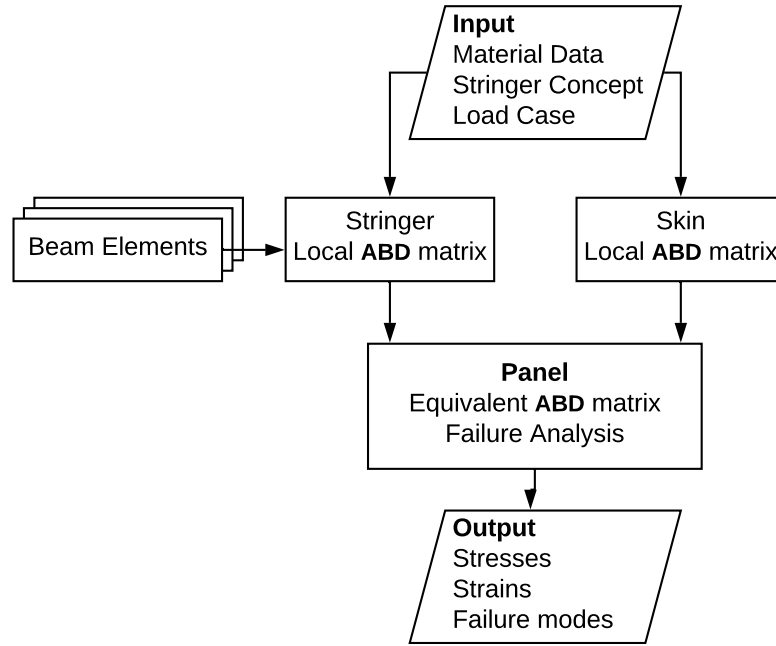 Input
Material Data
Stringer Concept
Load Case
Stringer
Local ABD matrix
Skin
Local ABD matrix
Beam Elements
Panel
Equivalent ABD matrix
Failure Analysis
Output
Stresses
Strains
Failure modes